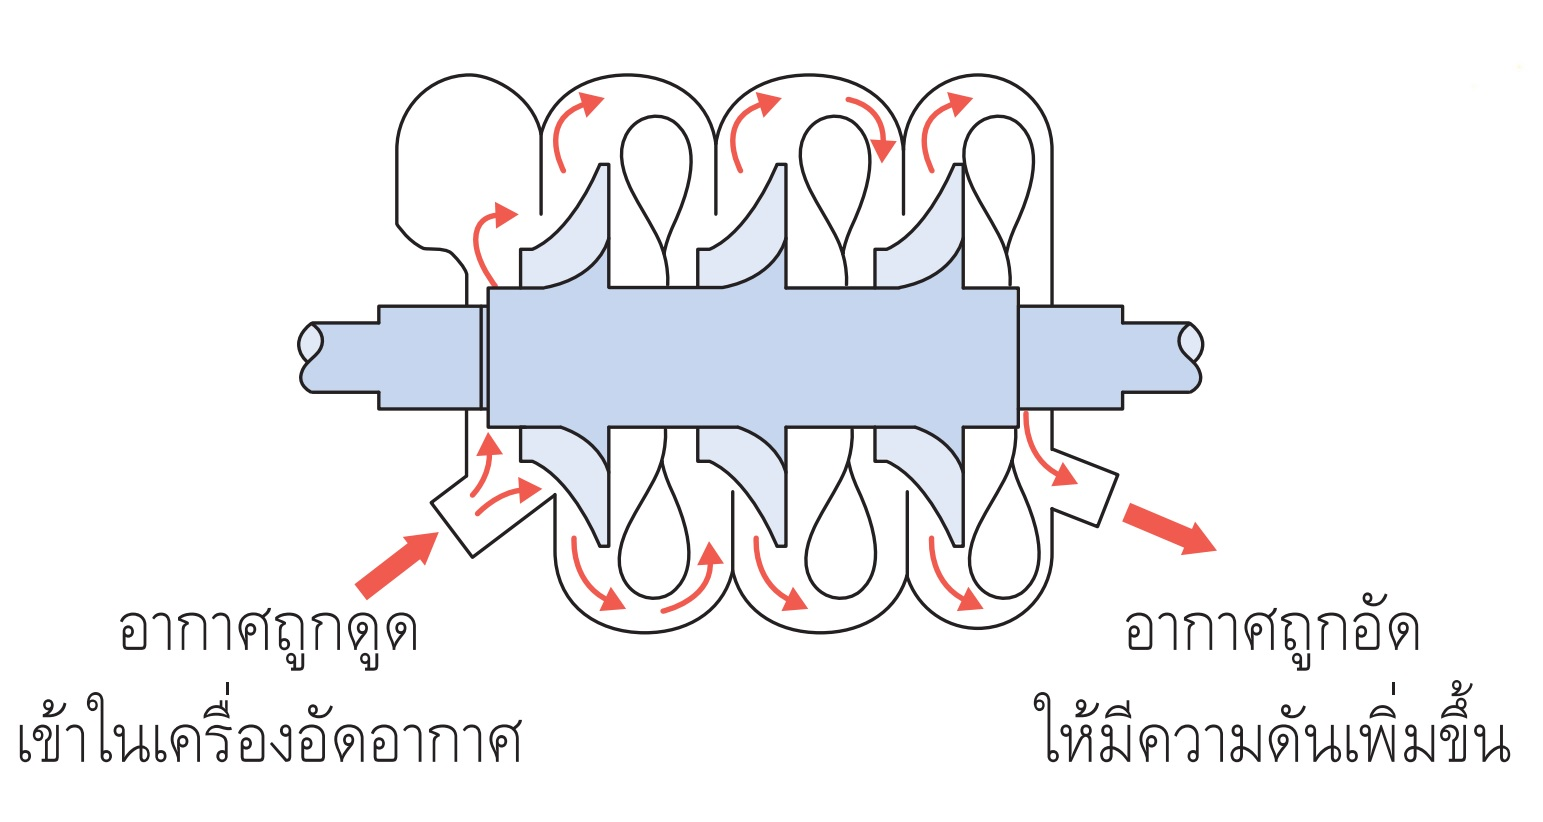 อากาศถูกดูด
เข้าในเครื่องอัดอากาศ
อากาศถูกอัด
ให้มีความดันเพิ่มขึ้น